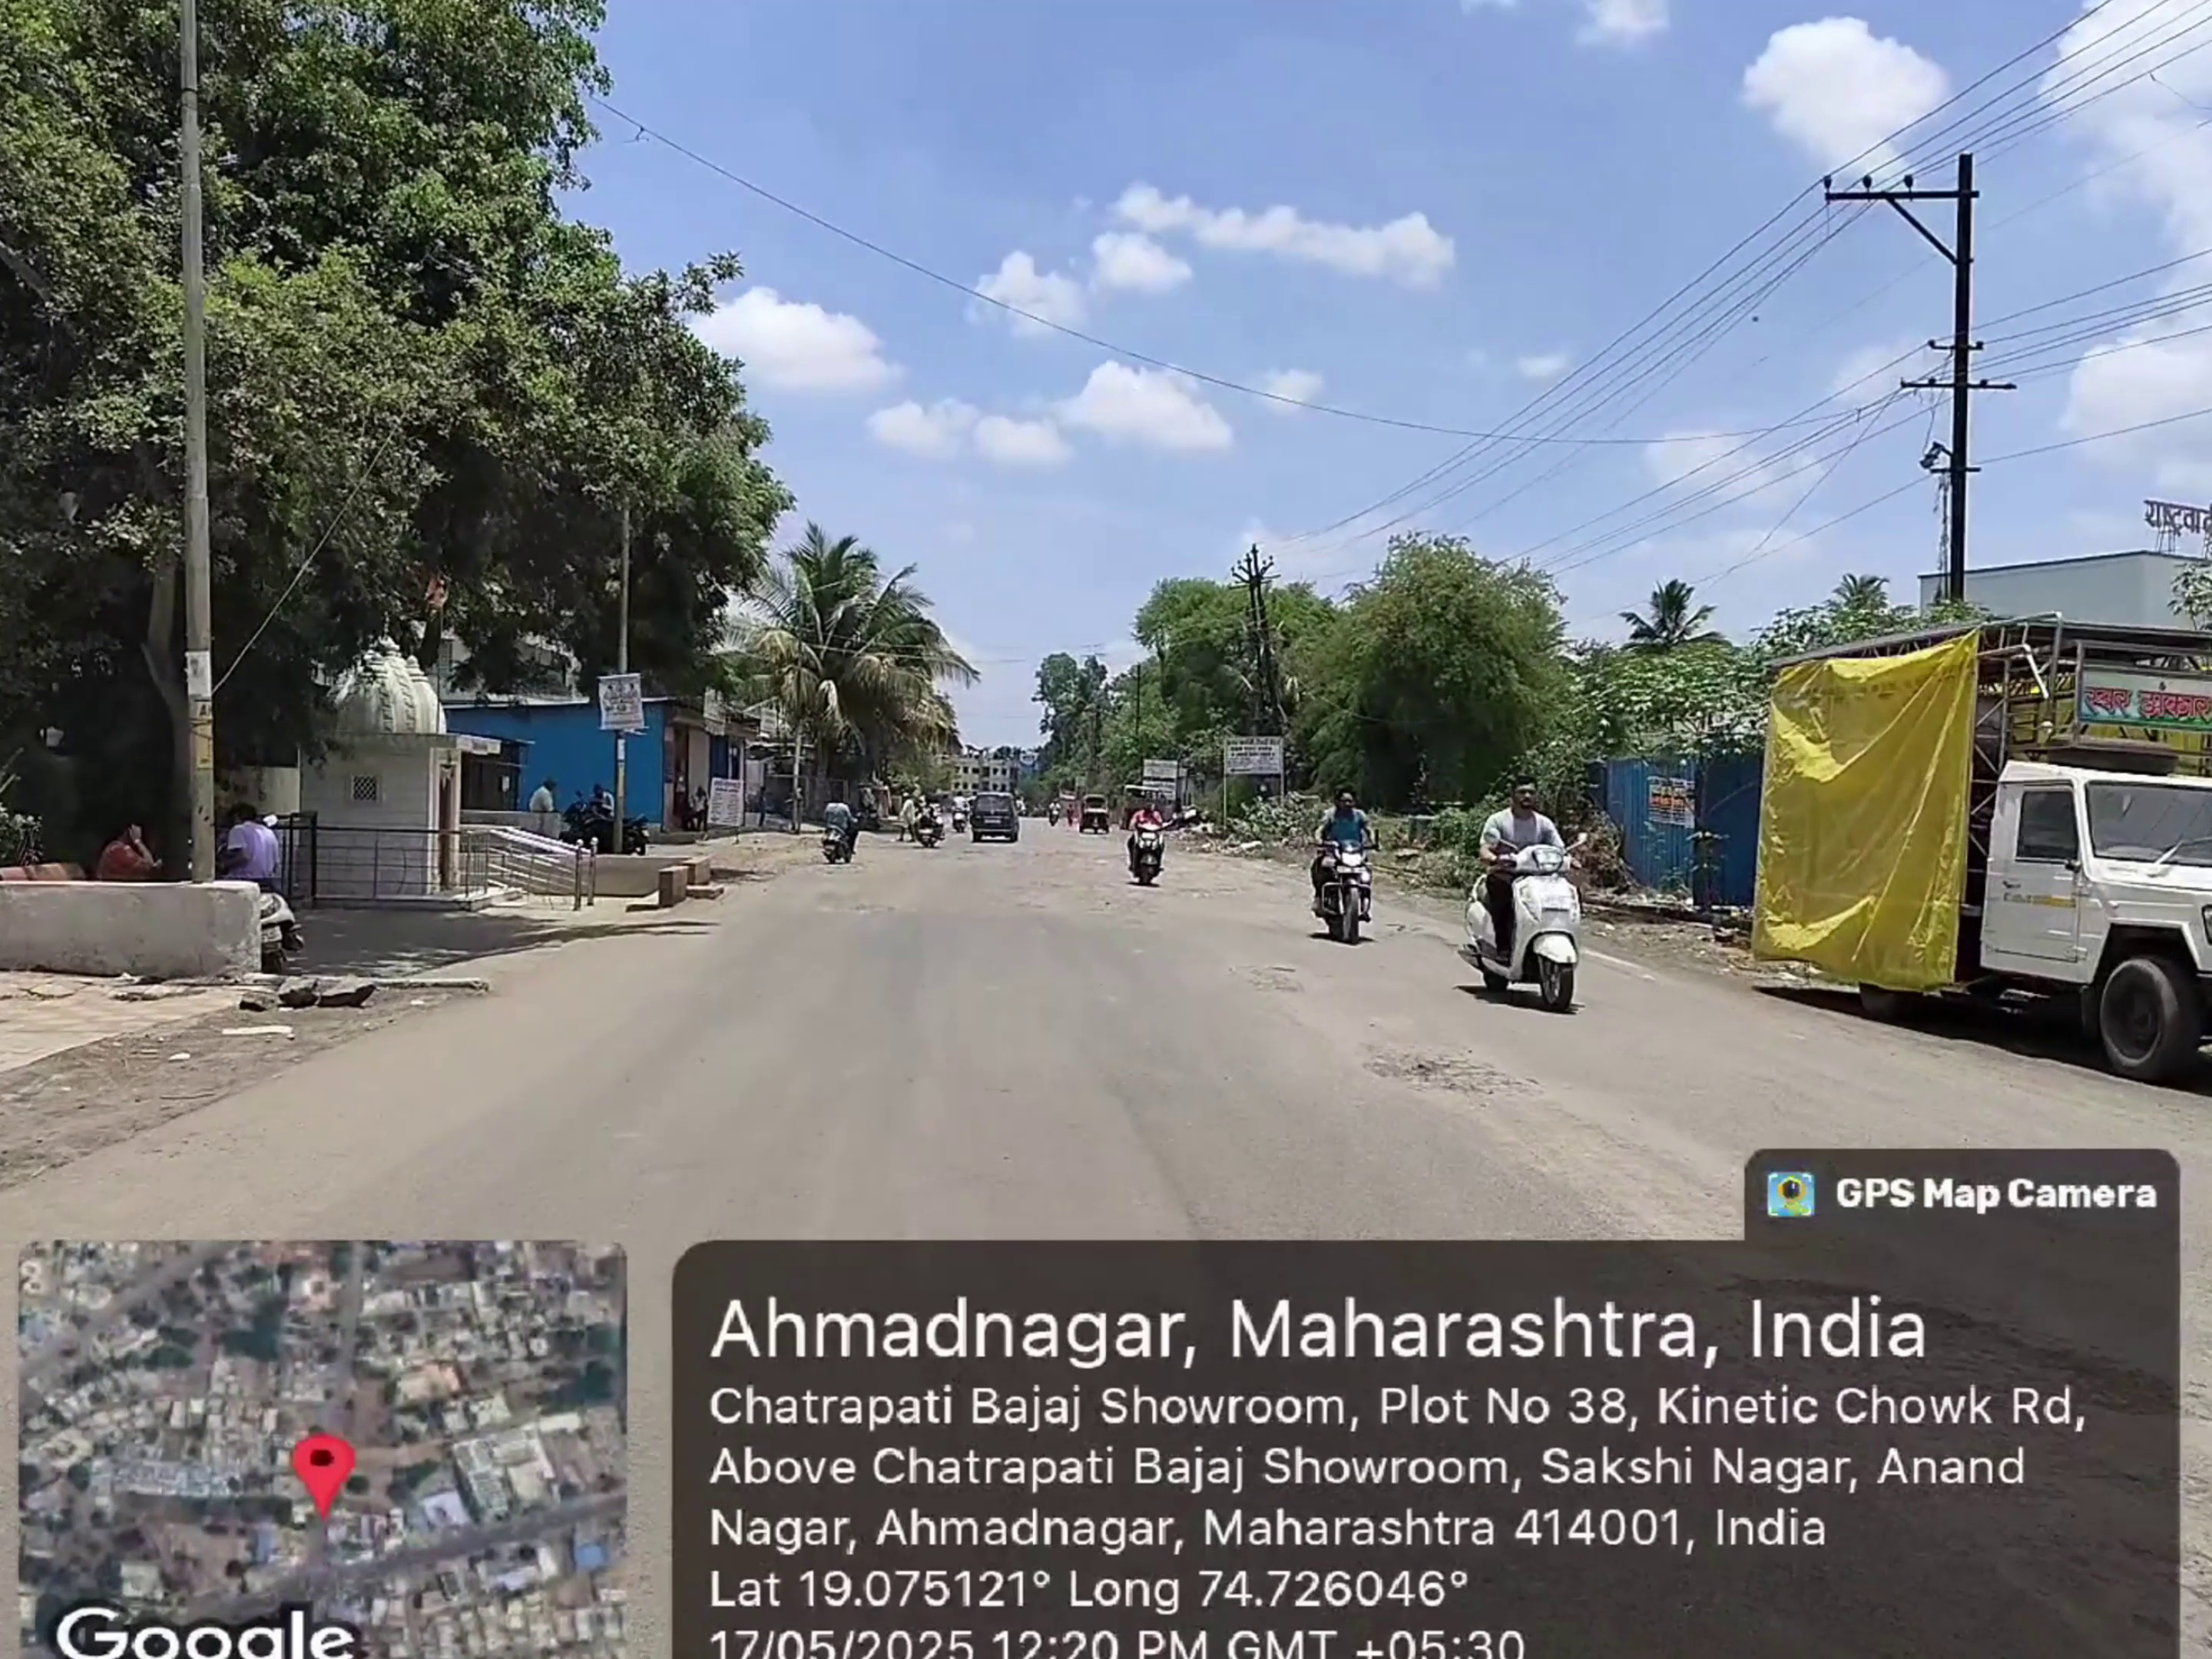 स्वर झंकार
GPS Map Camera
Ahmadnagar, Maharashtra, India
Chatrapati Bajaj Showroom, Plot No 38, Kinetic Chowk Rd,
Above Chatrapati Bajaj Showroom, Sakshi Nagar, Anand
Nagar, Ahmadnagar, Maharashtra 414001, India
Lat 19.075121° Long 74.726046°
17/05/2025 12:20 PM GMT +05:30
Google